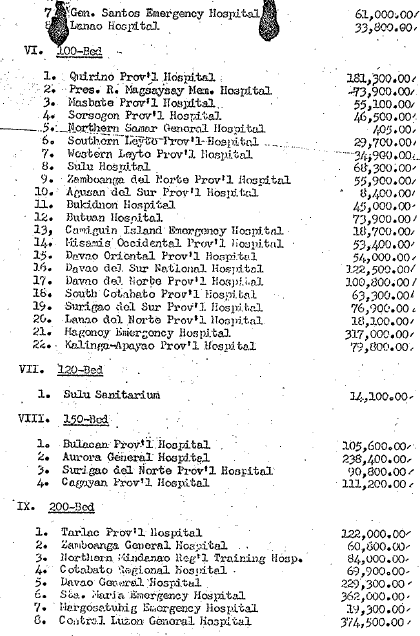 7. Gen. Santos Emergency Hospital 61,000.00
8. Lanao Hospital 33,800.00
VI. 100-Bed
1. Quirino Prov'l Hospital 181,300.00
2. Pres. R. Magsaysay Mem. Hospital 73,900.00
3. Masbate Prov'l Hospital 55,100.00
4. Sorsogon Prov'l Hospital 46,500.00
5. Northern Samar General Hospital 405.00
6. Southern Leyte Prov'l Hospital 29,700.00
7. Western Leyte Prov'l Hospital 34,900.00
8. Sulu Hospital 68,300.00
9. Zamboanga del Norte Prov'l Hospital 55,900.00
10. Agusan del Sur Prov'l Hospital 8,400.00
11. Bukidnon Hospital 45,000.00
12. Butuan Hospital 73,900.00
13, Camiguin Island Emergency Hospital 18,700.00
14. Misamis Occidental Prov'l Hospital 53,400.00
15. Davao Oriental Prov'l Hospital 54,000.00
16. Davao del Sur National Hospital 122,500.00
17. Davao del Norte Prov'l Hospital 100,800.00
18. South Cotabato Prov'l Hospital 63,300.00
19. Surigao del Sur Prov'l Hospital 76,900.00
20. Lanao del Norte Prov'l Hospital 18,100.00
21. Hagonoy Emergency Hospital 317,000.00
22. Kalinga-Apayao Prov'l Hospital 79,800.00
VII. 120-Bed
1. Sulu Sanitarium 14,100.00
VIII. 150-Bed
1. Bulacan Prov'l Hospital 105,600.00
2. Aurora General Hospital 238,400.00
3. Surigao del Norte Prov'l Hospital 90,800.00
4. Cagayan Prov'l Hospital 111,200.00
IX. 200-Bed
1. Tarlac Prov'l Hospital 122,000.00
2. Zamboanga General Hospital 60,800.00
3. Northern Mindanao Reg'l Training Hosp. 84,000.00
4. Cotabato Regional Hospital 69,900.00
5. Davao General Hospital 229,300.00
6. Sta. Maria Emergency Hospital 362,000.00
7. Margosatubig Emergency Hospital 19,300.00
8. Central Luzon General Hospital 374,500.00